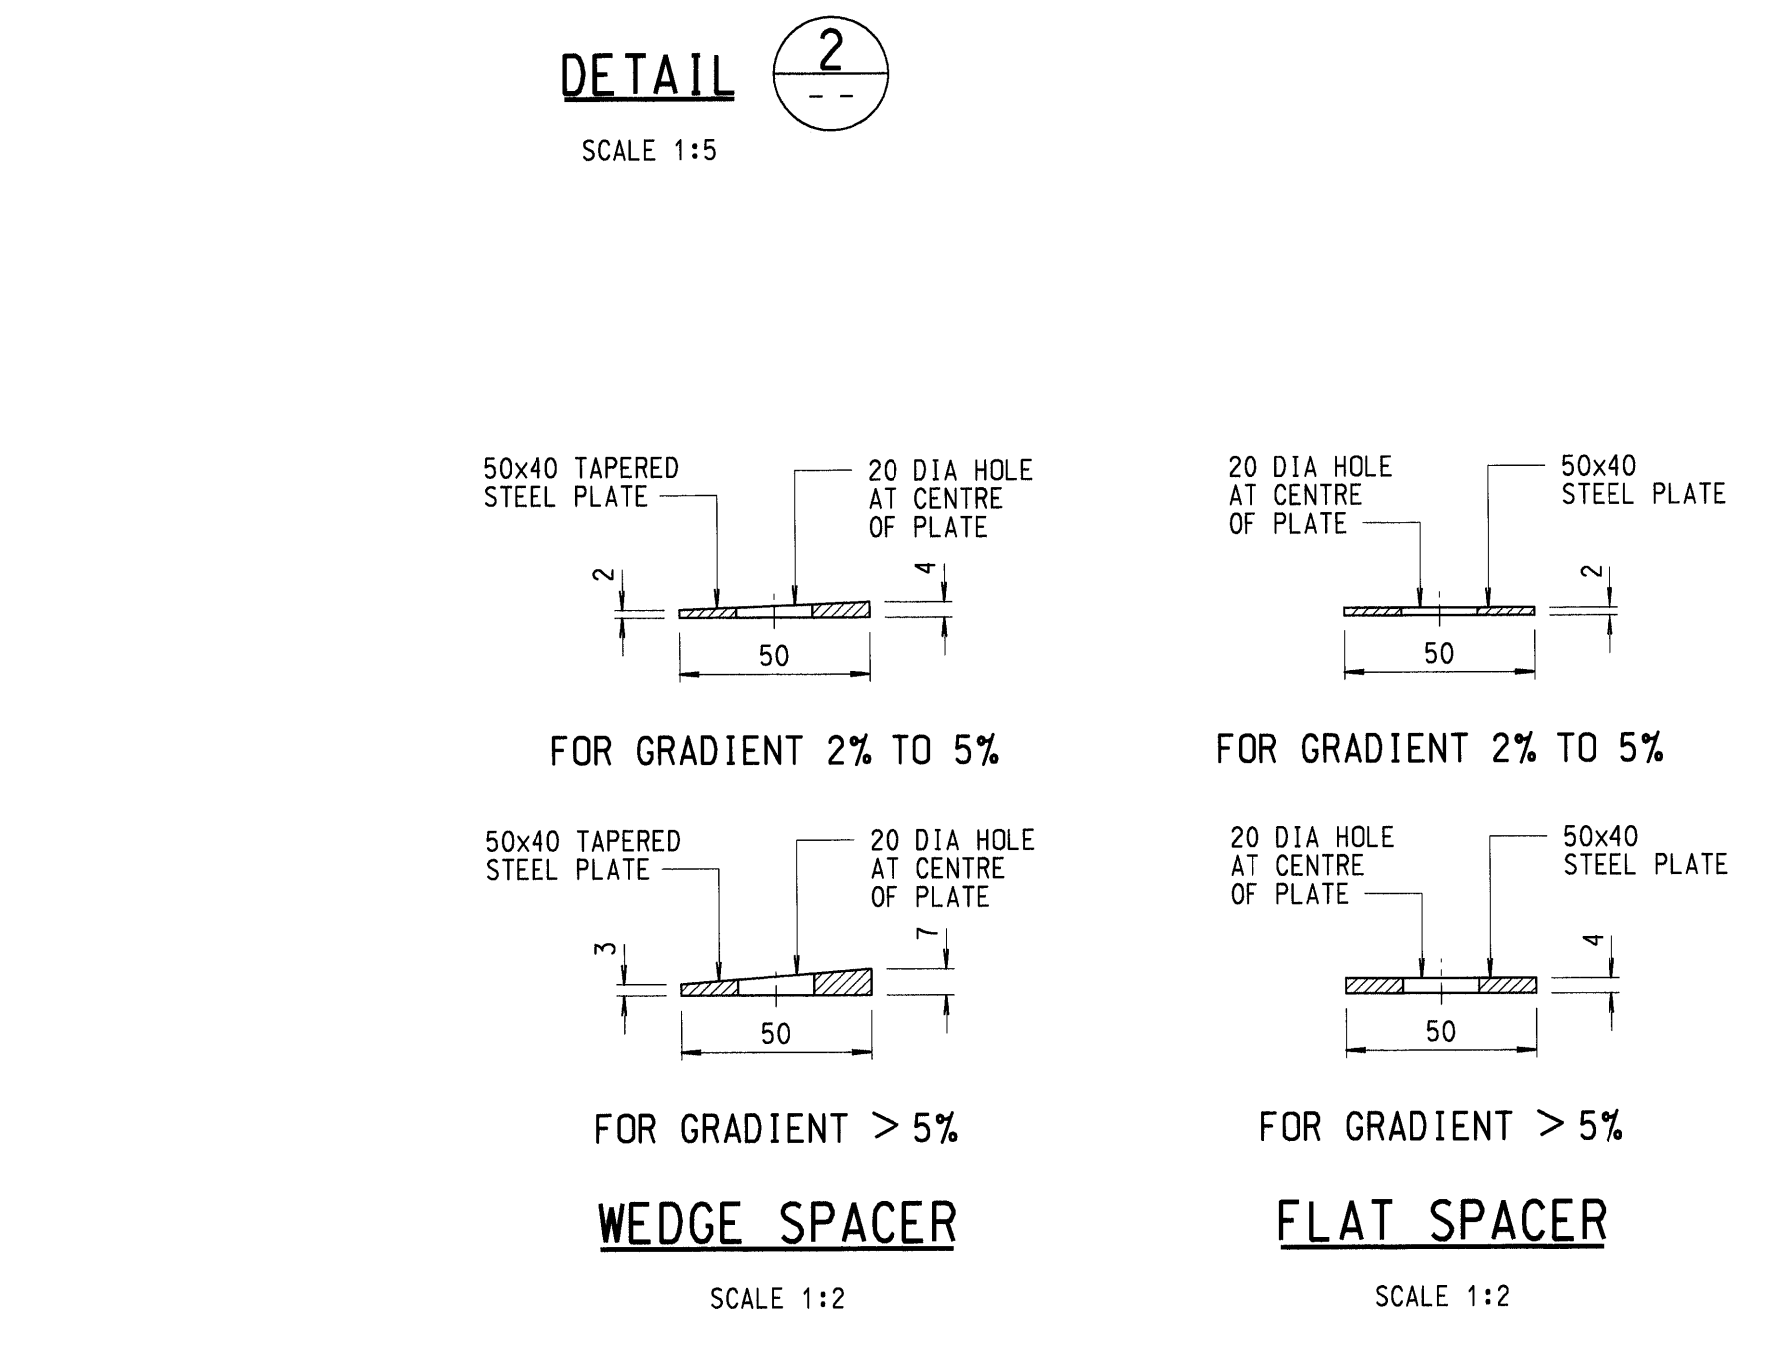 DETAIL
2
- -
SCALE 1:5
50x40 TAPERED
STEEL PLATE
20 DIA HOLE
AT CENTRE
OF PLATE
2
4
50
FOR GRADIENT 2% TO 5%
20 DIA HOLE
AT CENTRE
OF PLATE
50x40
STEEL PLATE
2
50
FOR GRADIENT 2% TO 5%
50x40 TAPERED
STEEL PLATE
20 DIA HOLE
AT CENTRE
OF PLATE
3
7
50
FOR GRADIENT > 5%
WEDGE SPACER
SCALE 1:2
20 DIA HOLE
AT CENTRE
OF PLATE
50x40
STEEL PLATE
4
50
FOR GRADIENT > 5%
FLAT SPACER
SCALE 1:2